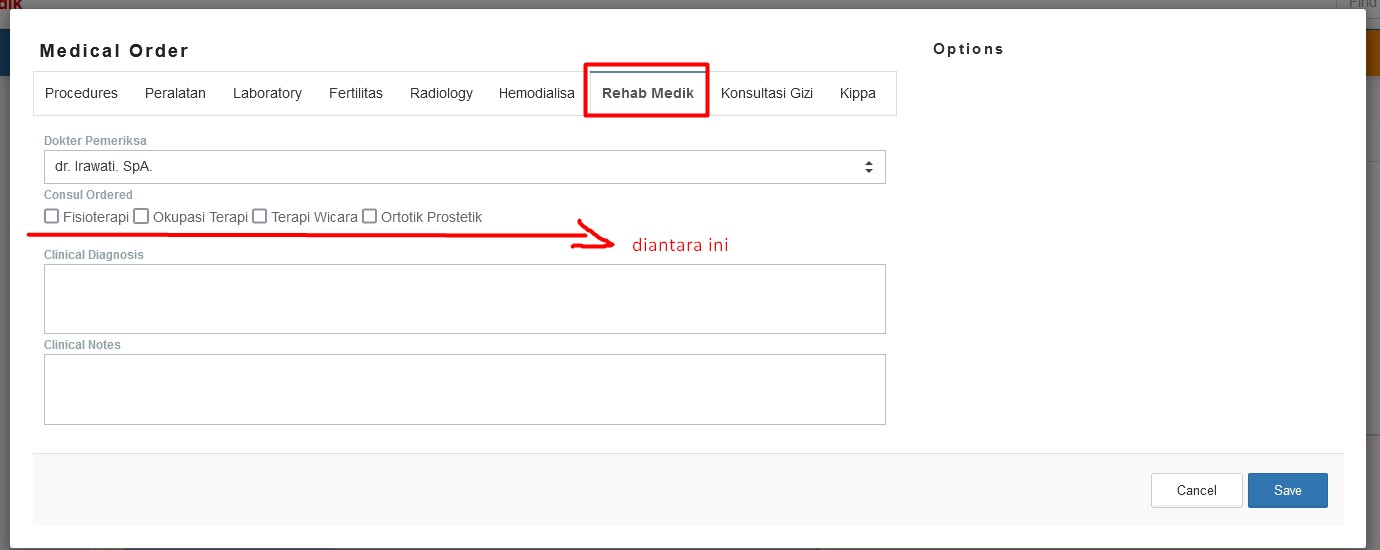 dik
Find
Medical Order
Options
Procedures Peralatan Laboratory Fertilitas Radiology Hemodialisa Rehab Medik Konsultasi Gizi Kippa
Dokter Pemeriksa
dr. Irawati. SpA.
Consul Ordered
Fisioterapi Okupasi Terapi Terapi Wicara Ortotik Prostetik
diantara ini
Clinical Diagnosis
Clinical Notes
Cancel Save